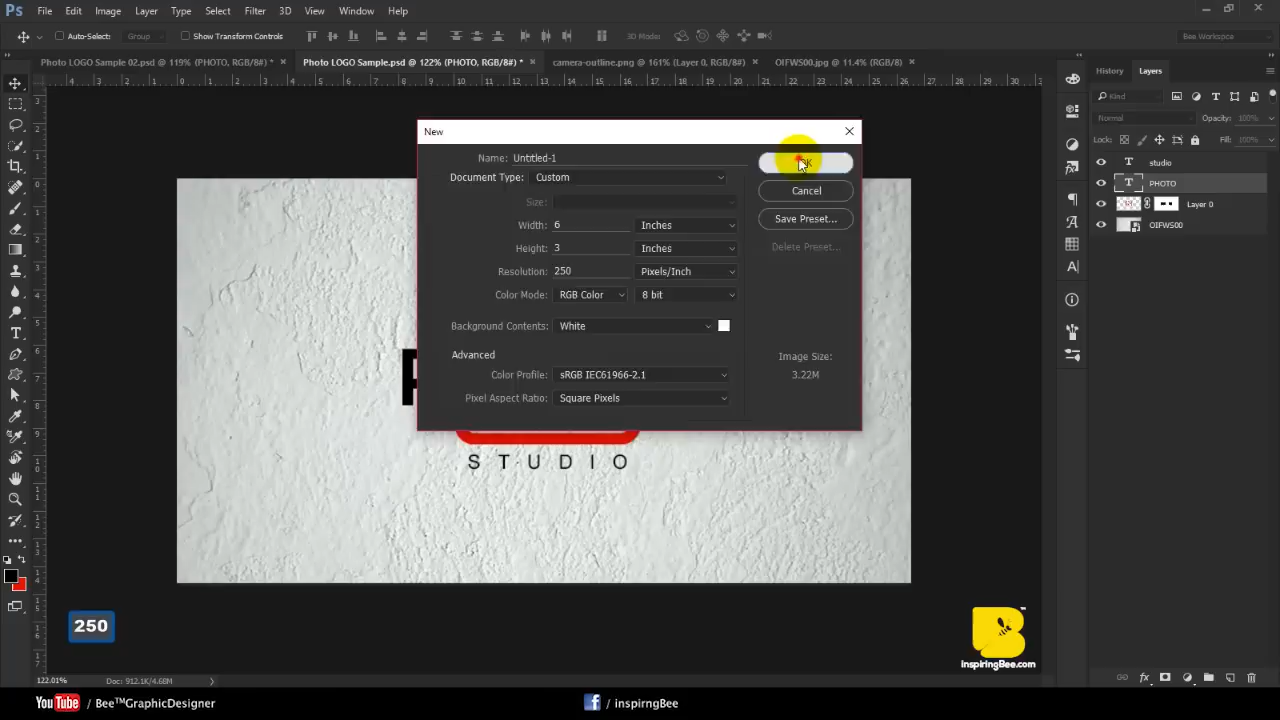 Ps File Edit Image Layer Type Select Filter 3D View Window Help
Auto-Select: Group Show Transform Controls 3D Mode: Bee Workspace
Photo LOGO Sample 02.psd @ 119% (PHOTO, RGB/8#) * Photo LOGO Sample.psd @ 122% (PHOTO, RGB/8#) * camera-outline.png @ 161% (Layer 0, RGB/8#) OIFWS00.jpg @ 11.4% (RGB/8)
New
Name: Untitled-1
OK
Document Type: Custom
Cancel
Size:
Save Preset...
Width: 6 Inches
Delete Preset...
Height: 3 Inches
Resolution: 250 Pixels/Inch
Color Mode: RGB Color 8 bit
Background Contents: White
Advanced
Image Size:
3.22M
Color Profile: sRGB IEC61966-2.1
Pixel Aspect Ratio: Square Pixels
STUDIO
History Layers
Kind
Normal Opacity: 100%
Lock: Fill: 100%
T studio
T PHOTO
Layer 0
OIFWS00
250
B™
InspiringBee.com
122.01% Doc: 912.1K/4.68M
YouTube / Bee™GraphicDesigner
f / inspirngBee